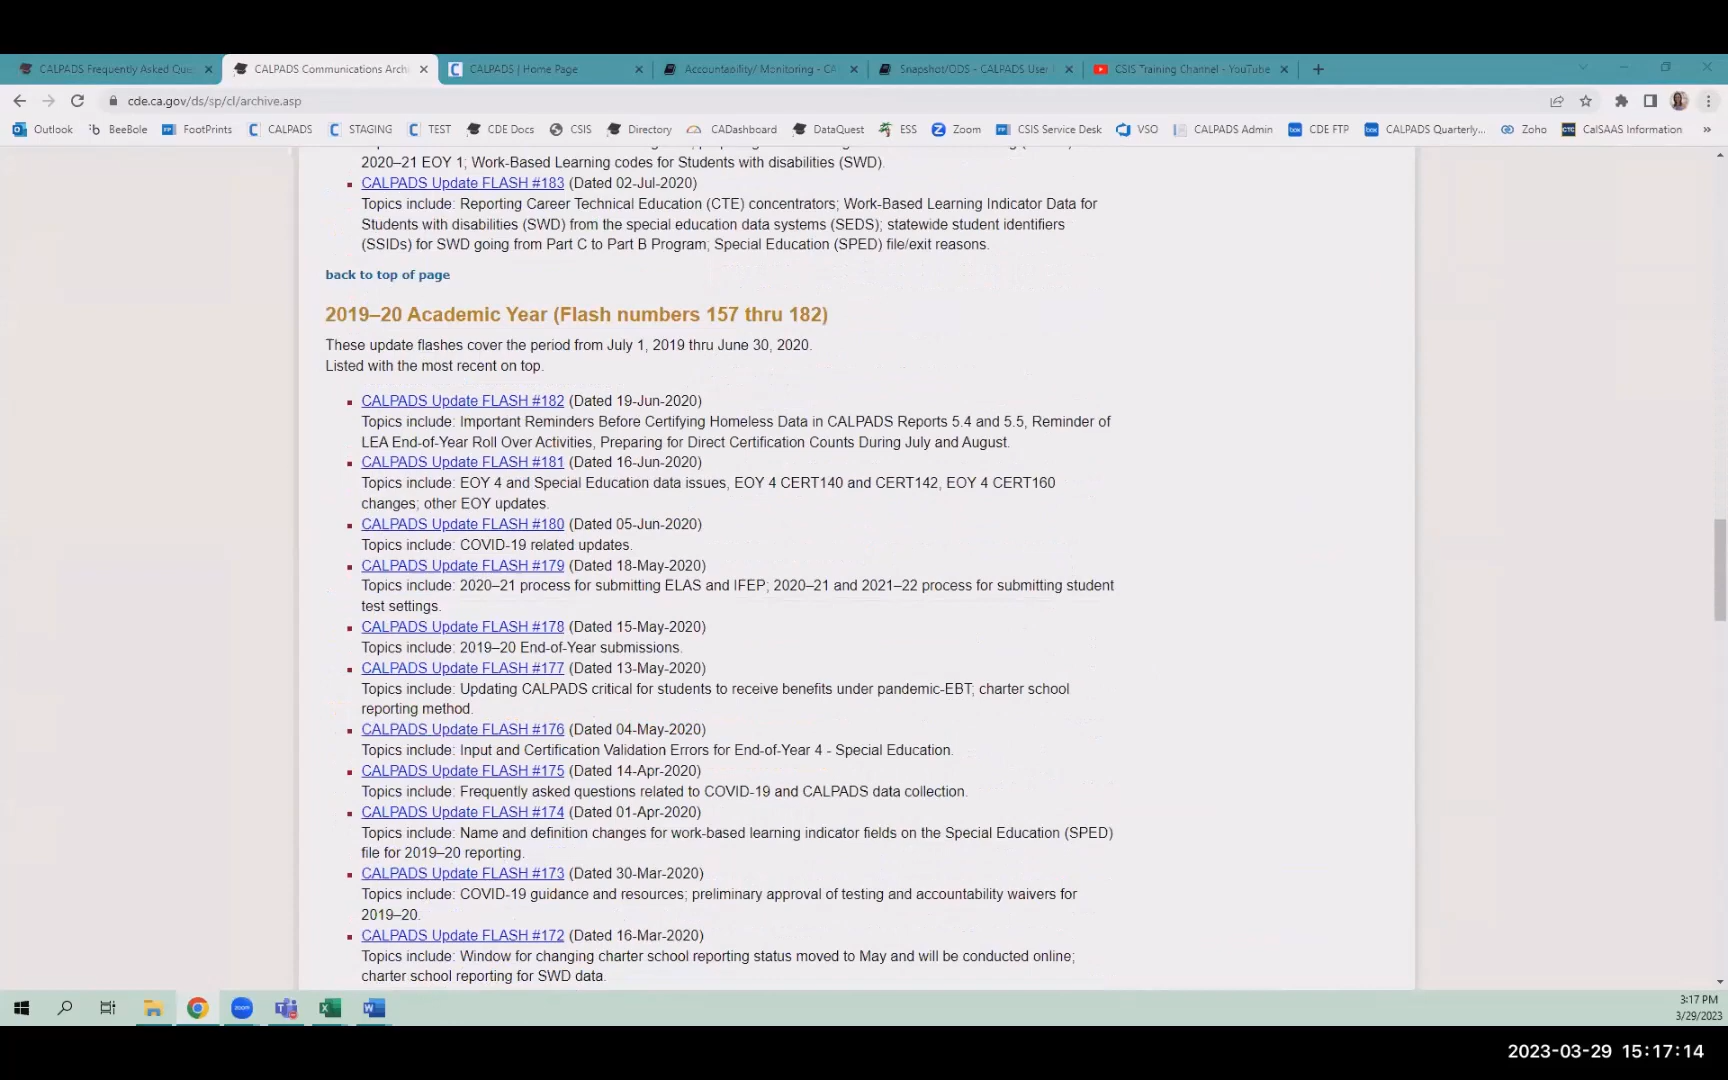 CALPADS Frequently Asked Que
CALPADS Communications Archi
CALPADS | Home Page
Accountability/ Monitoring - CA
Snapshot/ODS - CALPADS User
CSIS Training Channel - YouTube
cde.ca.gov/ds/sp/cl/archive.asp
Outlook
BeeBole
FootPrints
CALPADS
STAGING
TEST
CDE Docs
CSIS
Directory
CADashboard
DataQuest
ESS
Zoom
CSIS Service Desk
VSO
CALPADS Admin
CDE FTP
CALPADS Quarterly...
Zoho
CalSAAS Information
2020–21 EOY 1; Work-Based Learning codes for Students with disabilities (SWD).
CALPADS Update FLASH #183 (Dated 02-Jul-2020)
Topics include: Reporting Career Technical Education (CTE) concentrators; Work-Based Learning Indicator Data for
Students with disabilities (SWD) from the special education data systems (SEDS); statewide student identifiers
(SSIDs) for SWD going from Part C to Part B Program; Special Education (SPED) file/exit reasons.
back to top of page
2019–20 Academic Year (Flash numbers 157 thru 182)
These update flashes cover the period from July 1, 2019 thru June 30, 2020.
Listed with the most recent on top.
CALPADS Update FLASH #182 (Dated 19-Jun-2020)
Topics include: Important Reminders Before Certifying Homeless Data in CALPADS Reports 5.4 and 5.5, Reminder of
LEA End-of-Year Roll Over Activities, Preparing for Direct Certification Counts During July and August.
CALPADS Update FLASH #181 (Dated 16-Jun-2020)
Topics include: EOY 4 and Special Education data issues, EOY 4 CERT140 and CERT142, EOY 4 CERT160
changes; other EOY updates.
CALPADS Update FLASH #180 (Dated 05-Jun-2020)
Topics include: COVID-19 related updates.
CALPADS Update FLASH #179 (Dated 18-May-2020)
Topics include: 2020–21 process for submitting ELAS and IFEP; 2020–21 and 2021–22 process for submitting student
test settings.
CALPADS Update FLASH #178 (Dated 15-May-2020)
Topics include: 2019–20 End-of-Year submissions.
CALPADS Update FLASH #177 (Dated 13-May-2020)
Topics include: Updating CALPADS critical for students to receive benefits under pandemic-EBT; charter school
reporting method.
CALPADS Update FLASH #176 (Dated 04-May-2020)
Topics include: Input and Certification Validation Errors for End-of-Year 4 - Special Education.
CALPADS Update FLASH #175 (Dated 14-Apr-2020)
Topics include: Frequently asked questions related to COVID-19 and CALPADS data collection.
CALPADS Update FLASH #174 (Dated 01-Apr-2020)
Topics include: Name and definition changes for work-based learning indicator fields on the Special Education (SPED)
file for 2019–20 reporting.
CALPADS Update FLASH #173 (Dated 30-Mar-2020)
Topics include: COVID-19 guidance and resources; preliminary approval of testing and accountability waivers for
2019–20.
CALPADS Update FLASH #172 (Dated 16-Mar-2020)
Topics include: Window for changing charter school reporting status moved to May and will be conducted online;
charter school reporting for SWD data.
3:17 PM
3/29/2023
2023-03-29 15:17:14